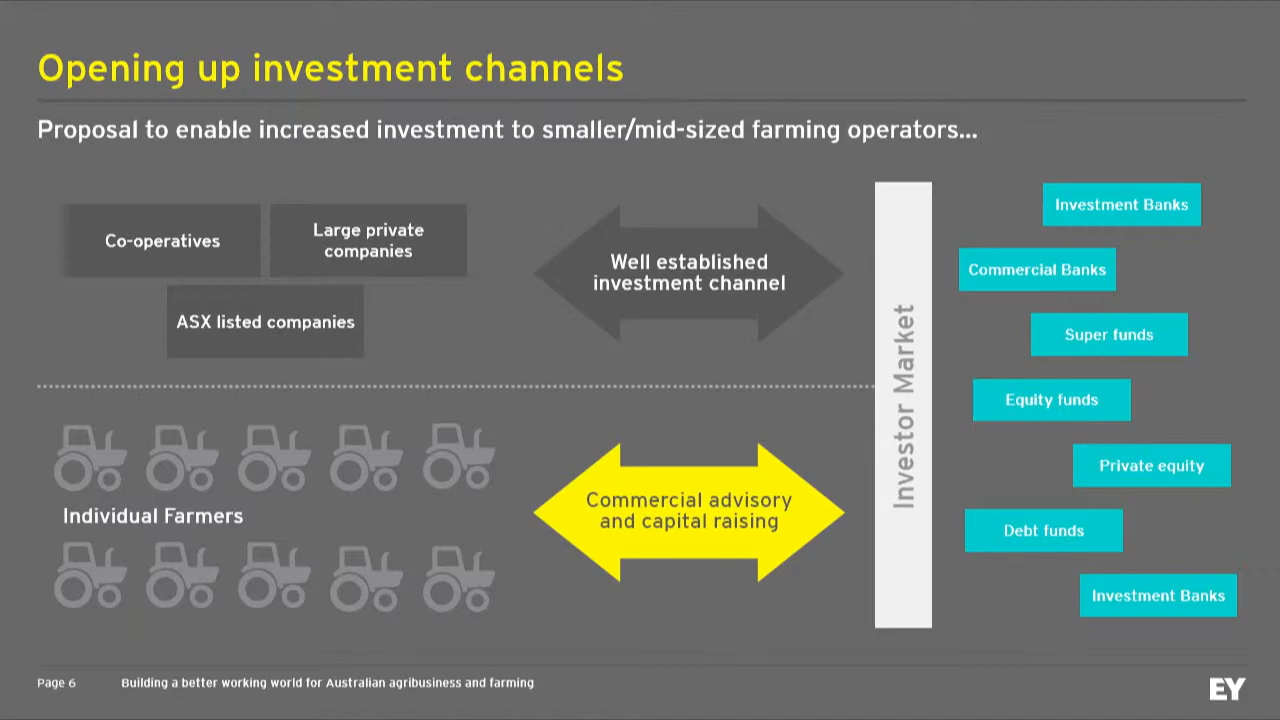 Opening up investment channels
Proposal to enable increased investment to smaller/mid-sized farming operators...
Co-operatives
Large private
companies
ASX listed companies
Well established
investment channel
Individual Farmers
Commercial advisory
and capital raising
Investor Market
Investment Banks
Commercial Banks
Super funds
Equity funds
Private equity
Debt funds
Investment Banks
Page 6
Building a better working world for Australian agribusiness and farming
EY